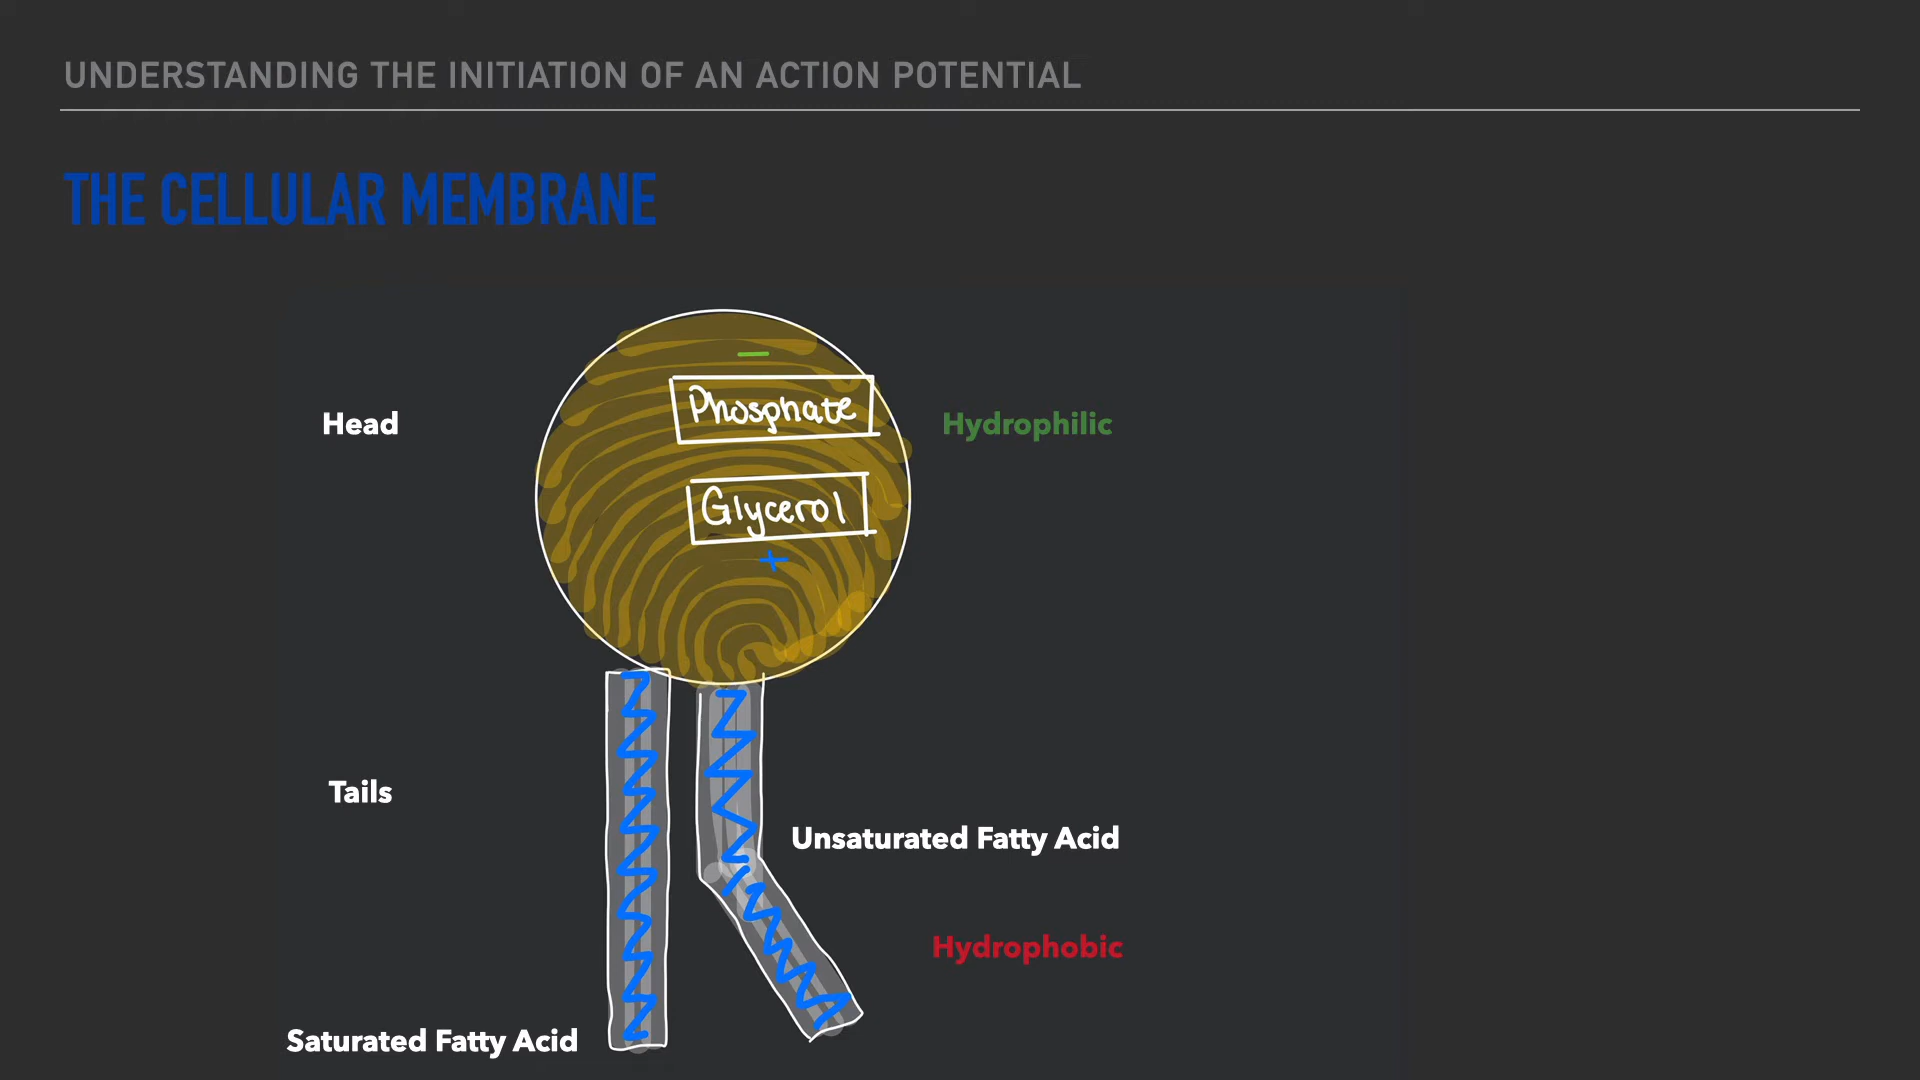 UNDERSTANDING THE INITIATION OF AN ACTION POTENTIAL
THE CELLULAR MEMBRANE
−
Phosphate
Head
Hydrophilic
Glycerol
+
Tails
Unsaturated Fatty Acid
Hydrophobic
Saturated Fatty Acid